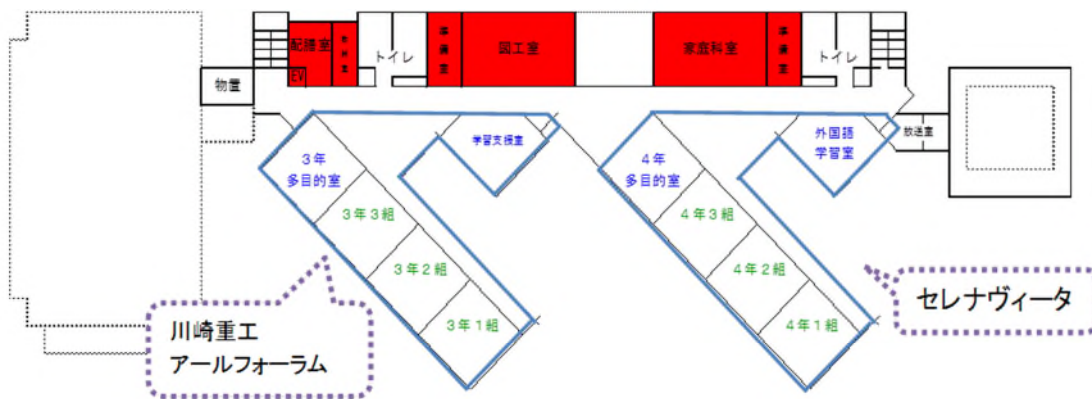 配膳室
EV
トイレ
準備室
図工室
家庭科室
準備室
トイレ
物置
学習支援室
外国語
学習室
放送室
3年
多目的室
3年3組
3年2組
3年1組
4年
多目的室
4年3組
4年2組
4年1組
川崎重工
アールフォーラム
セレナヴィータ